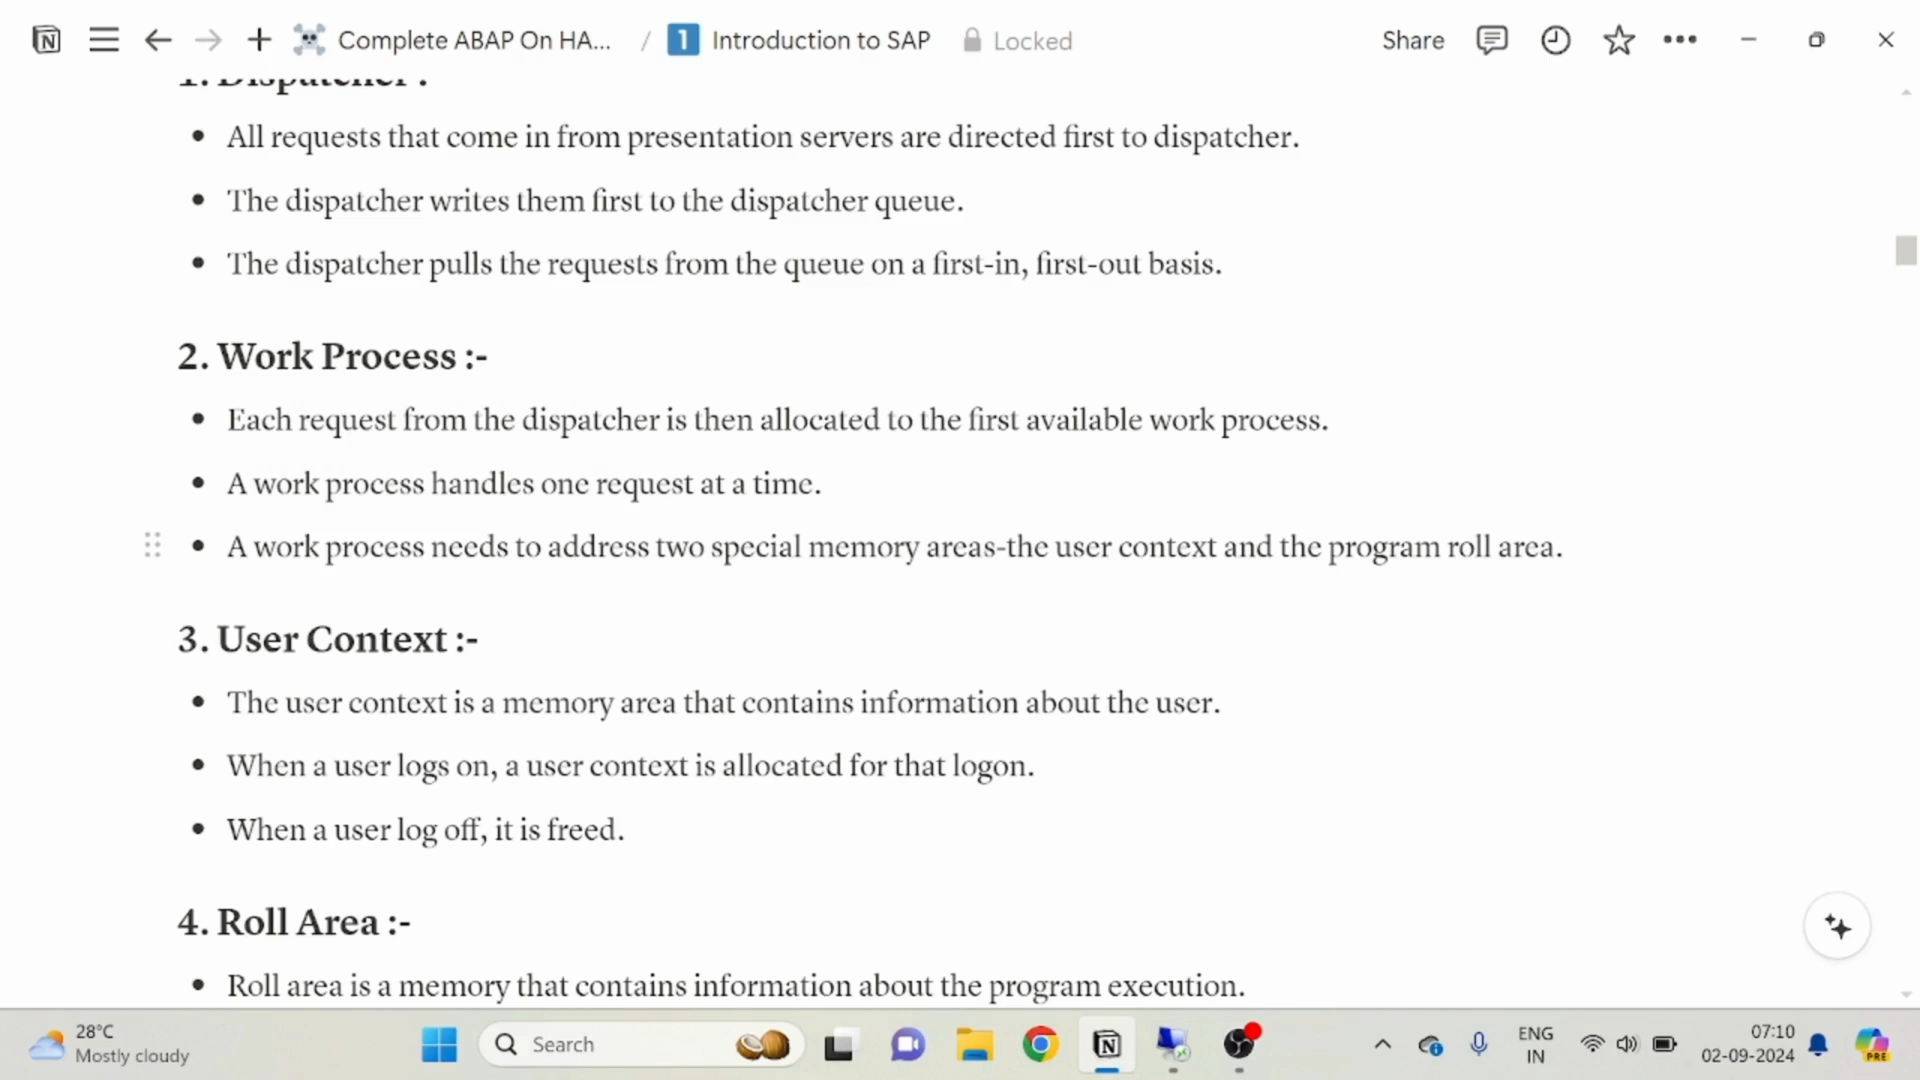 Complete ABAP On HA... / 1 Introduction to SAP Locked Share
1. Dispatcher :
All requests that come in from presentation servers are directed first to dispatcher.
The dispatcher writes them first to the dispatcher queue.
The dispatcher pulls the requests from the queue on a first-in, first-out basis.
2. Work Process :-
Each request from the dispatcher is then allocated to the first available work process.
A work process handles one request at a time.
A work process needs to address two special memory areas-the user context and the program roll area.
3. User Context :-
The user context is a memory area that contains information about the user.
When a user logs on, a user context is allocated for that logon.
When a user log off, it is freed.
4. Roll Area :-
Roll area is a memory that contains information about the program execution.
28°C
Mostly cloudy
Search
ENG
IN
07:10
02-09-2024
PRE